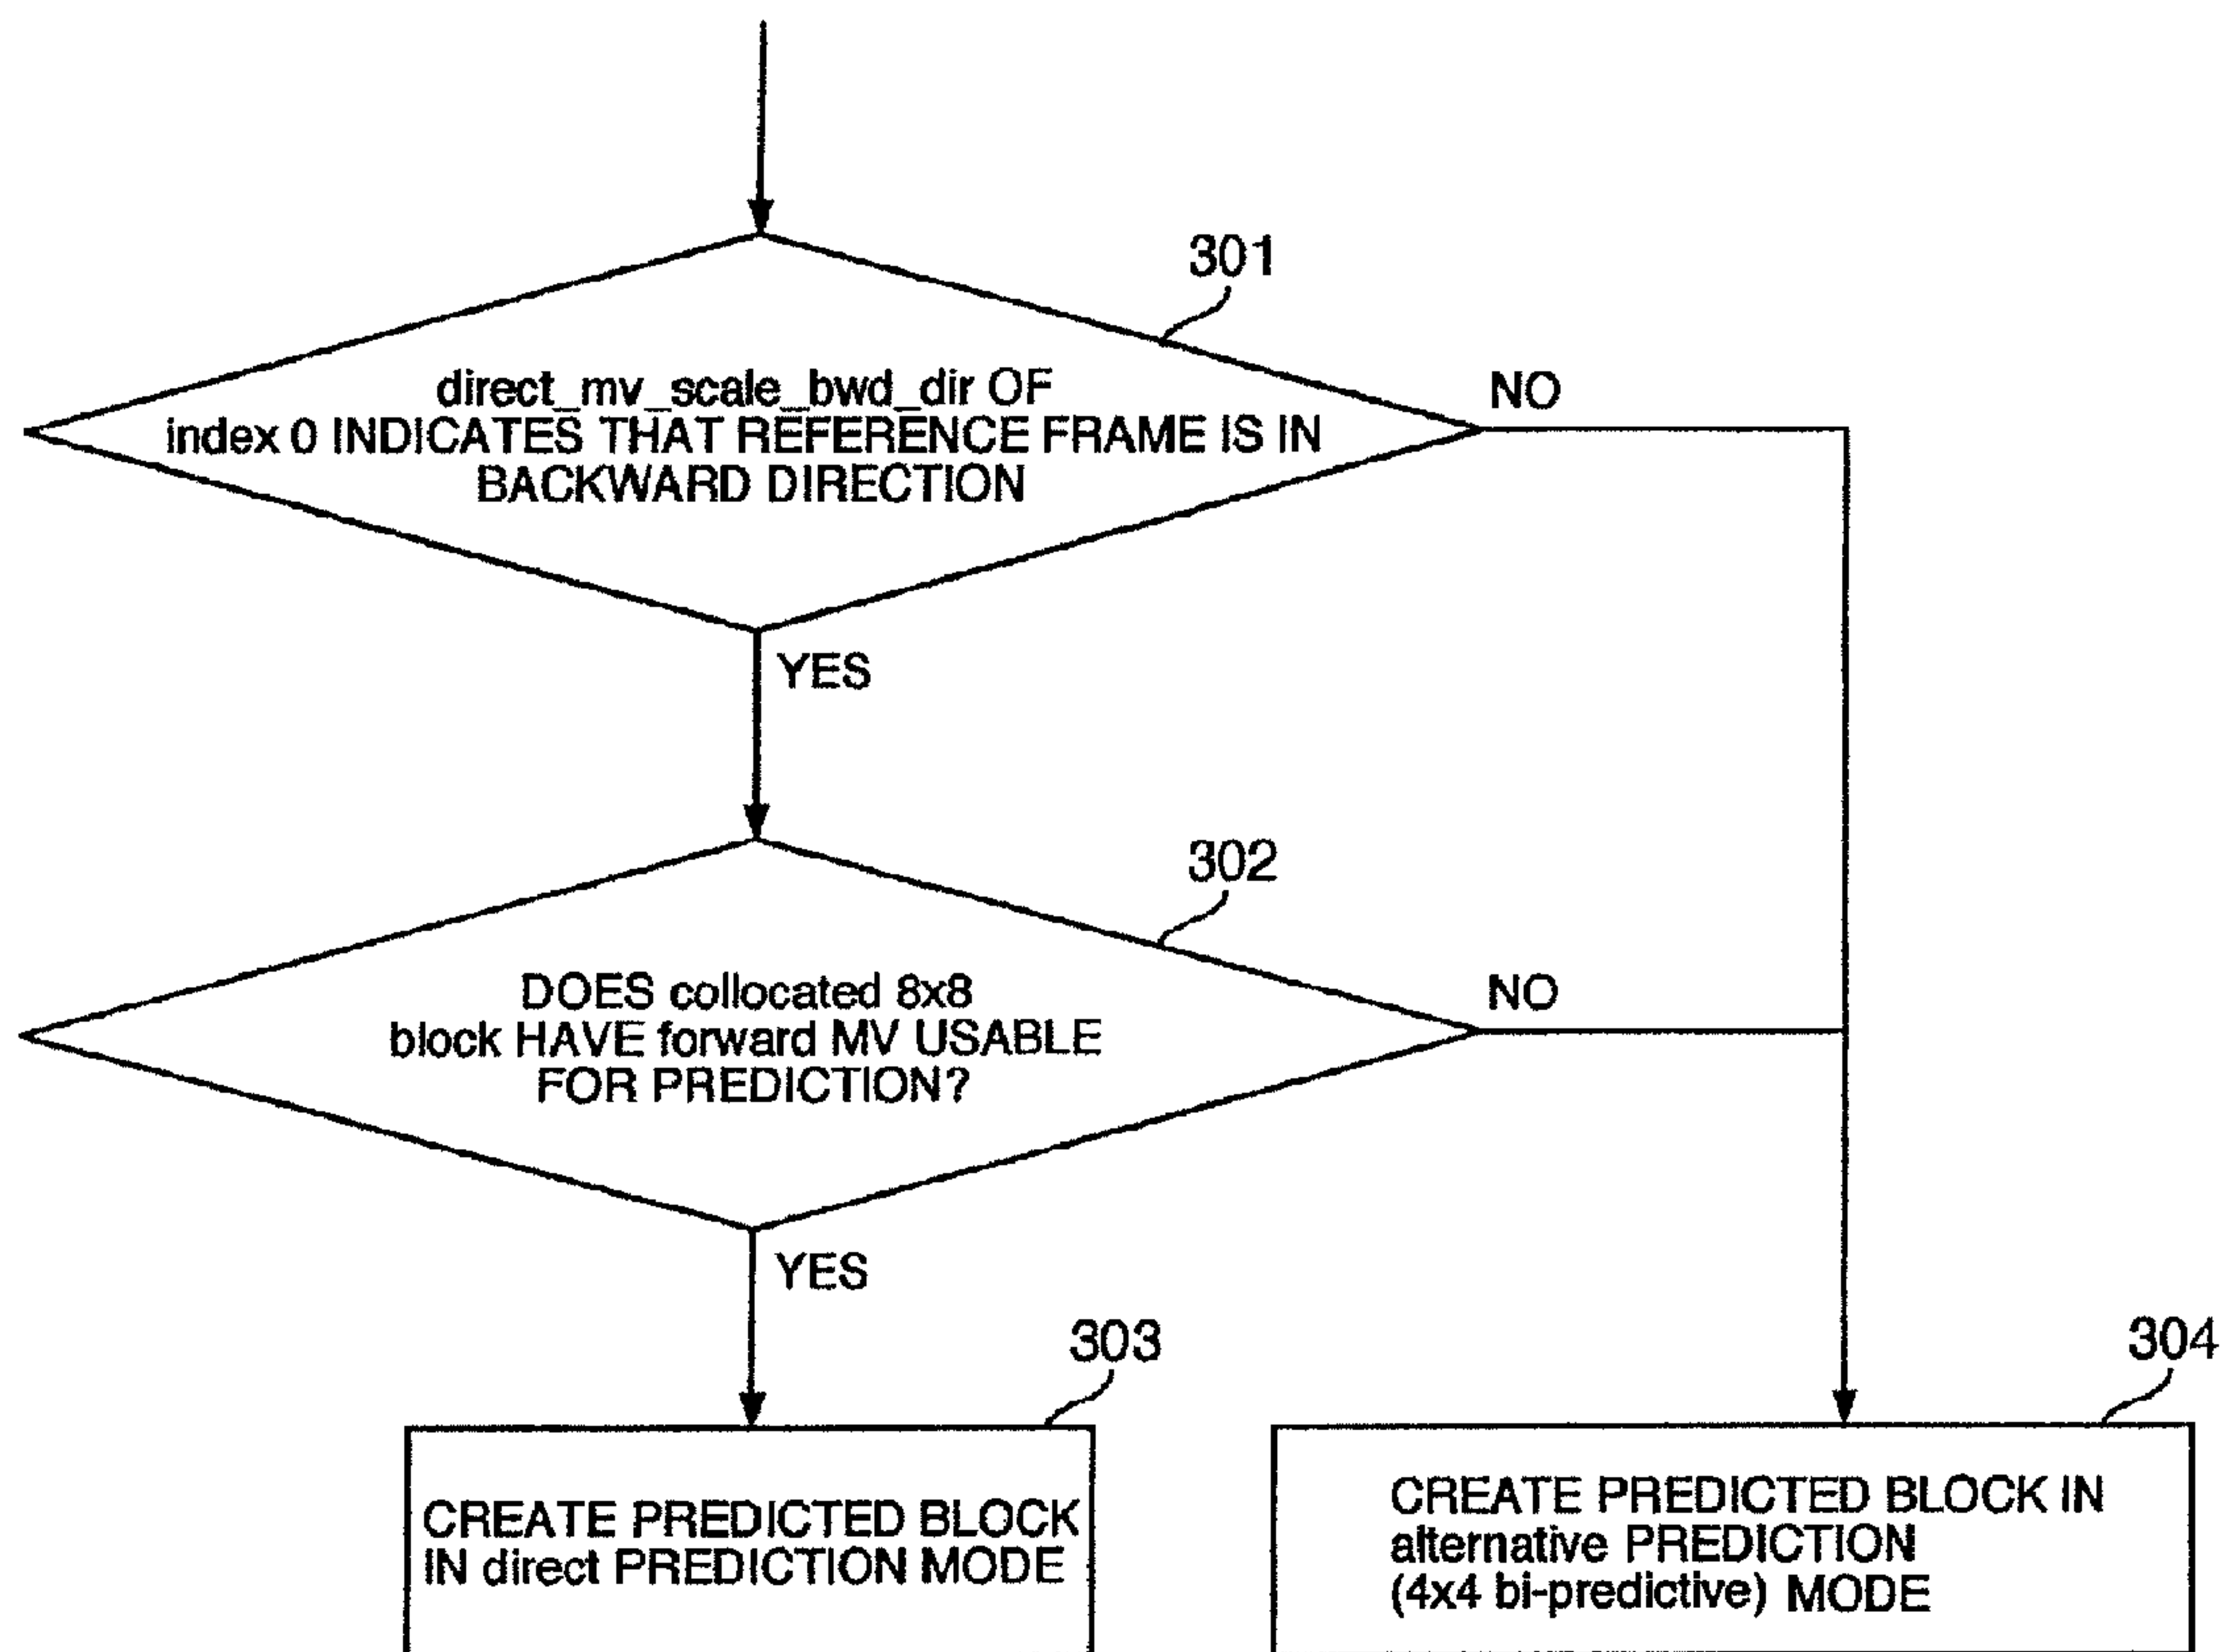 301
direct_mv_scale_bwd_dir OF
index 0 INDICATES THAT REFERENCE FRAME IS IN
BACKWARD DIRECTION
NO
YES
302
DOES collocated 8x8
block HAVE forward MV USABLE
FOR PREDICTION?
NO
YES
303
CREATE PREDICTED BLOCK
IN direct PREDICTION MODE
304
CREATE PREDICTED BLOCK IN
alternative PREDICTION
(4x4 bi-predictive) MODE